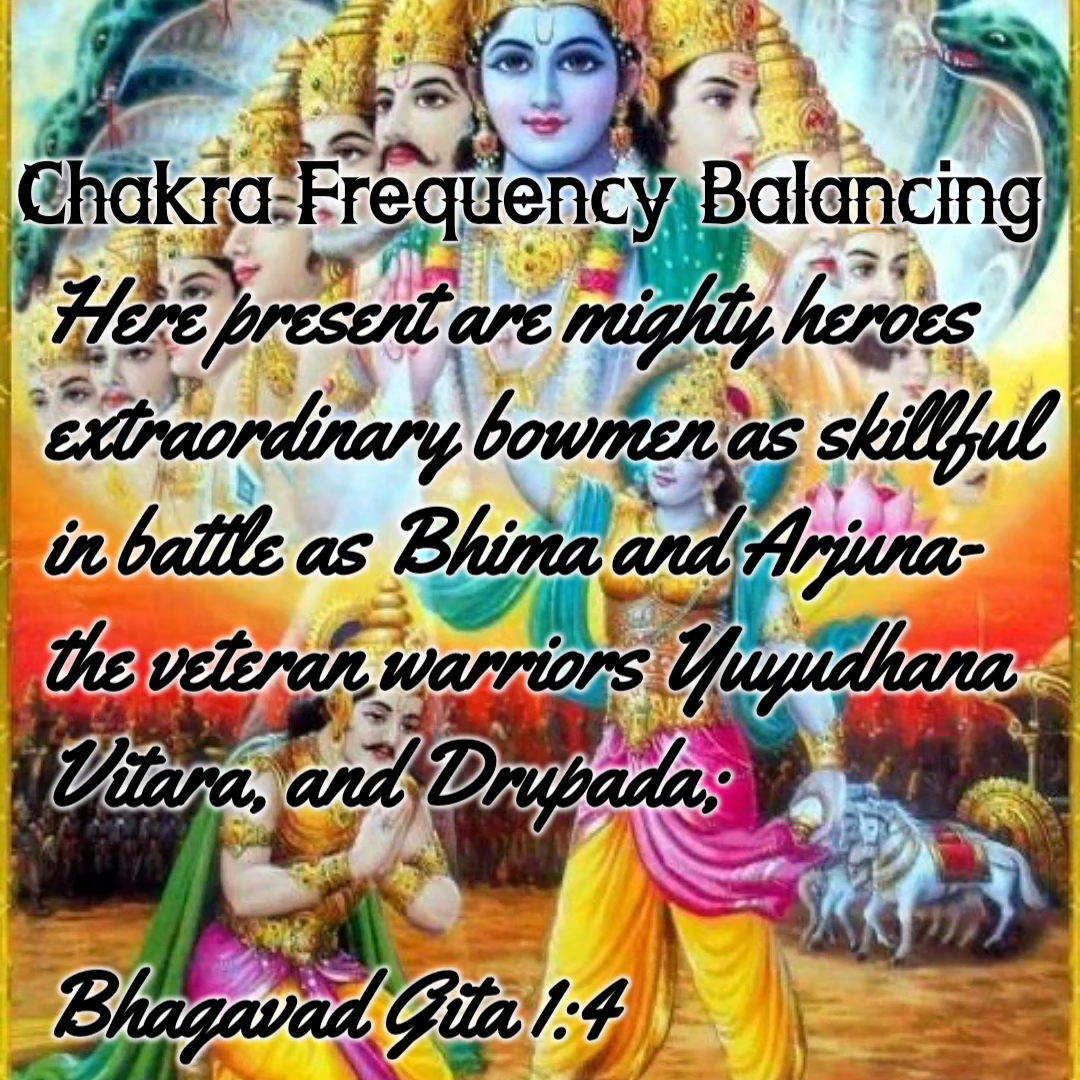 Chakra Frequency Balancing
Here present are mighty heroes
extraordinary bowmen as skillful
in battle as Bhima and Arjuna-
the veteran warriors Yuyudhana
Vitara, and Drupada;
Bhagavad Gita 1:4